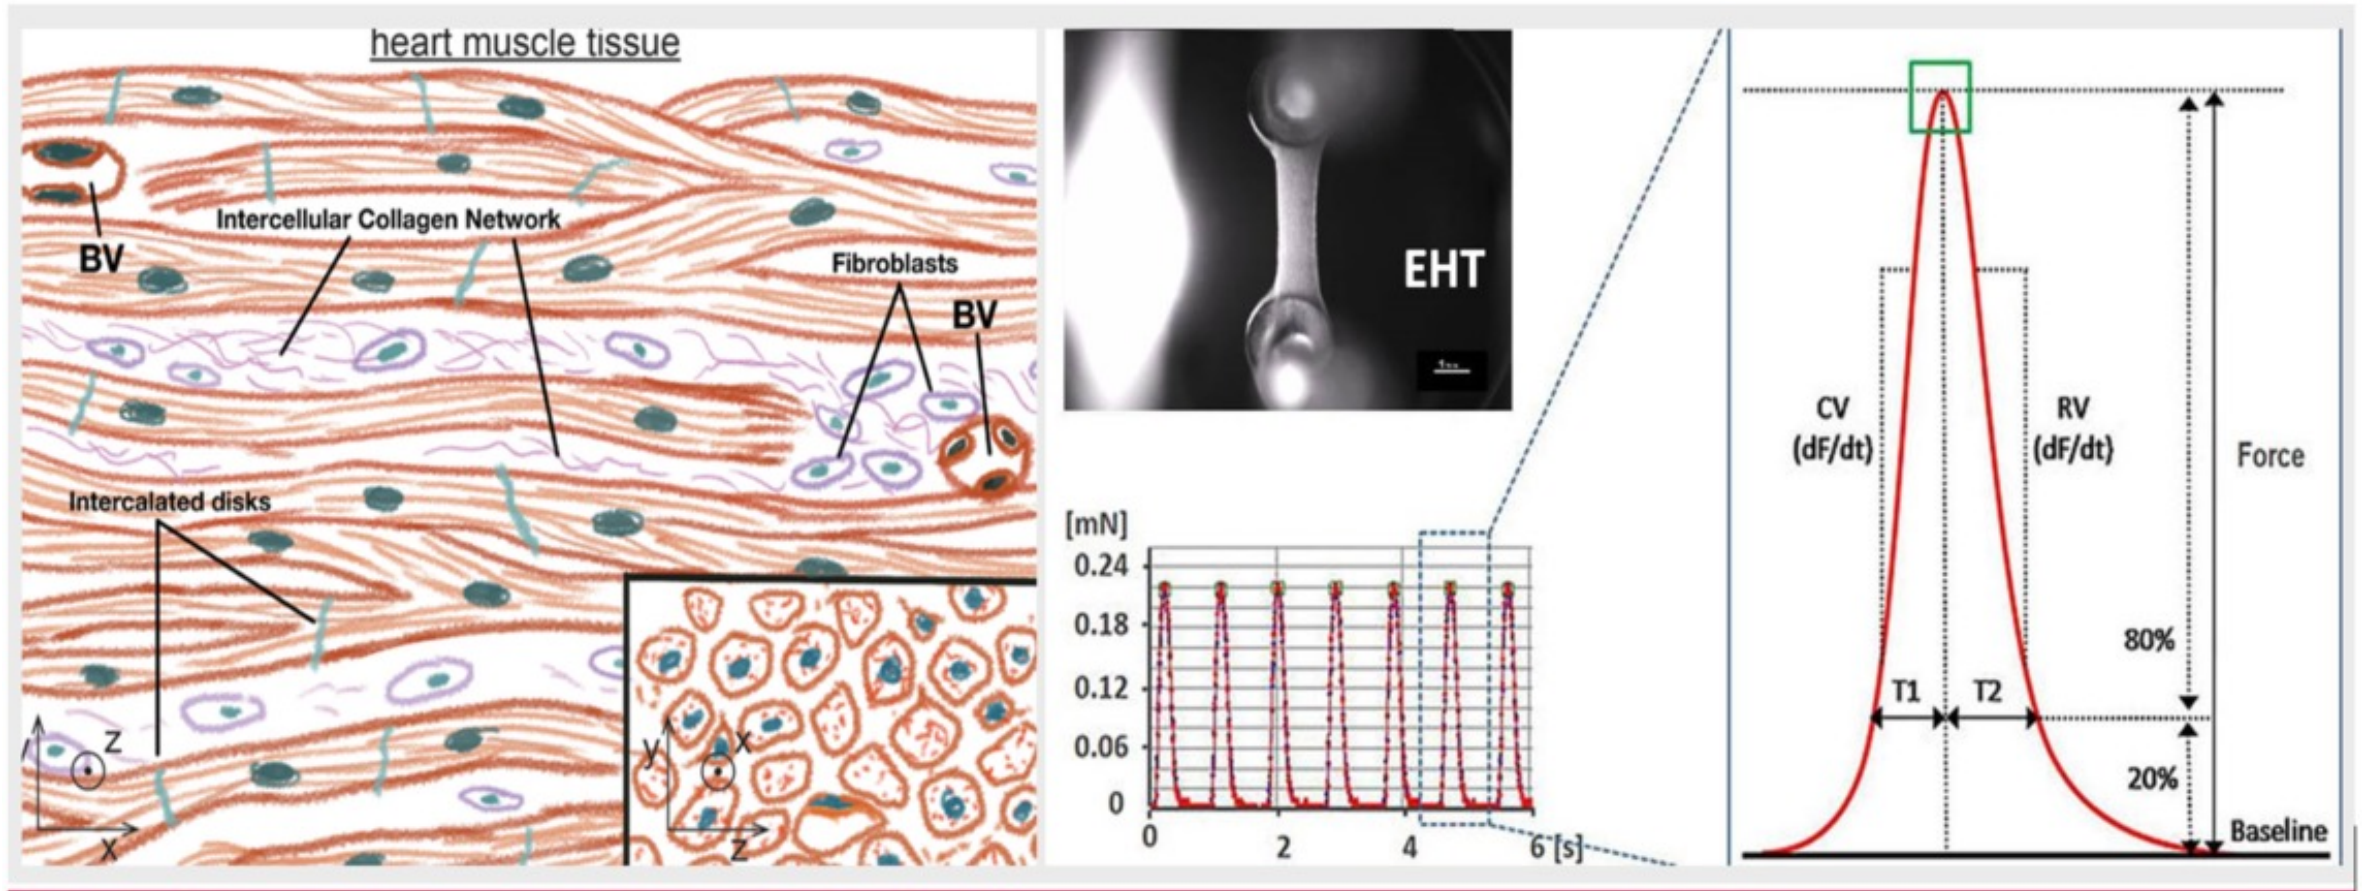 heart muscle tissue
BV
Intercellular Collagen Network
Fibroblasts
BV
Intercalated disks
z
x
y
x
z
EHT
[mN]
0.24
0.18
0.12
0.06
0
0
2
4
6 [s]
CV
(dF/dt)
RV
(dF/dt)
Force
80%
T1
T2
20%
Baseline